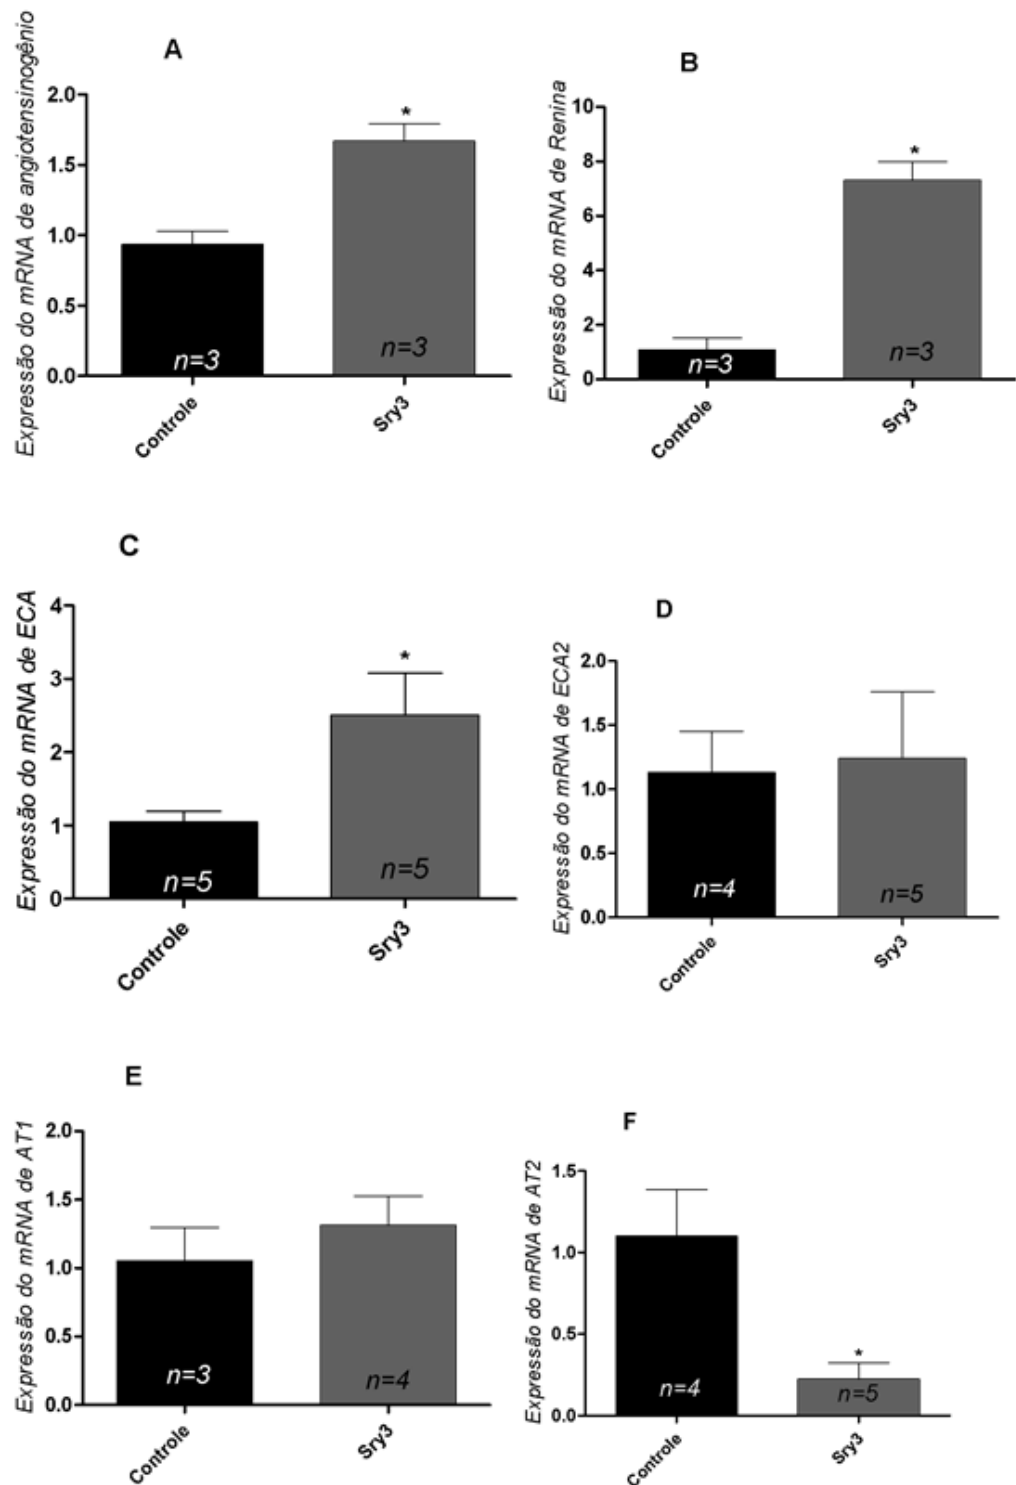 A
Expressão do mRNA de angiotensinogênio
2.0
1.5
1.0
0.5
0.0
*
n=3
n=3
Controle
Sry3
B
Expressão do mRNA de Renina
10
8
6
4
2
0
*
n=3
n=3
Controle
Sry3
C
Expressão do mRNA de ECA
4
3
2
1
0
*
n=5
n=5
Controle
Sry3
D
Expressão do mRNA de ECA2
2.0
1.5
1.0
0.5
0.0
n=4
n=5
Controle
Sry3
E
Expressão do mRNA de AT1
2.0
1.5
1.0
0.5
0.0
n=3
n=4
Controle
Sry3
F
Expressão do mRNA de AT2
1.5
1.0
0.5
0.0
*
n=4
n=5
Controle
Sry3